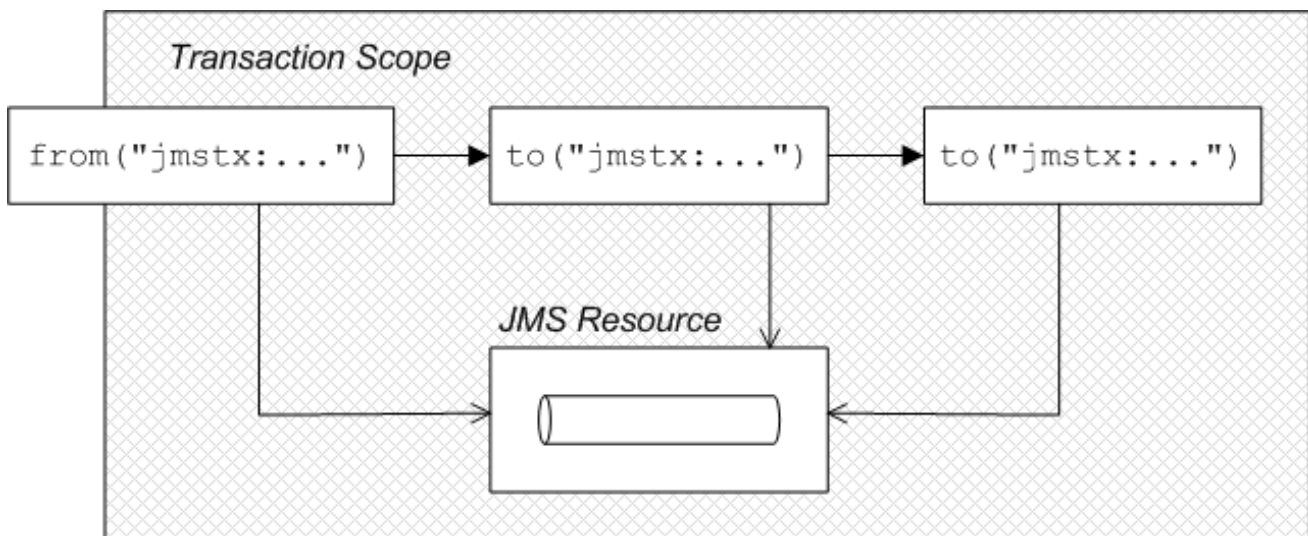 Transaction Scope
from("jmstx:...")
to("jmstx:...")
to("jmstx:...")
JMS Resource